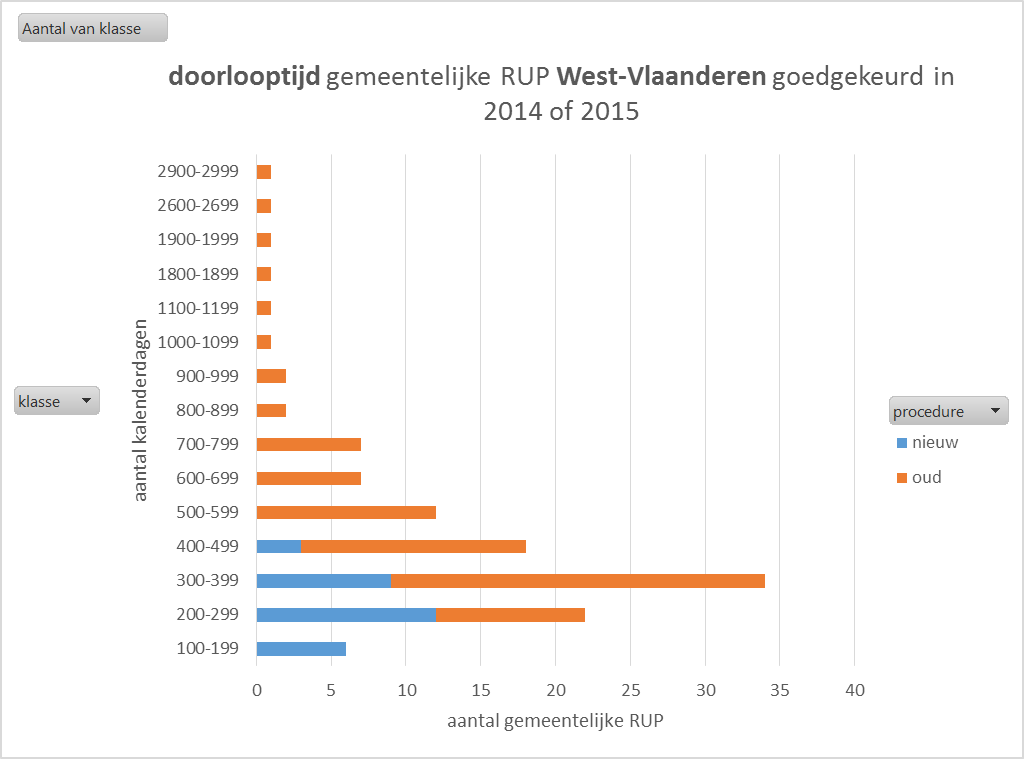 Aantal van klasse
doorlooptijd gemeentelijke RUP West-Vlaanderen goedgekeurd in
2014 of 2015
2900-2999
2600-2699
1900-1999
1800-1899
1100-1199
1000-1099
900-999
800-899
700-799
600-699
500-599
400-499
300-399
200-299
100-199
aantal kalenderdagen
klasse
procedure
nieuw
oud
0 5 10 15 20 25 30 35 40
aantal gemeentelijke RUP